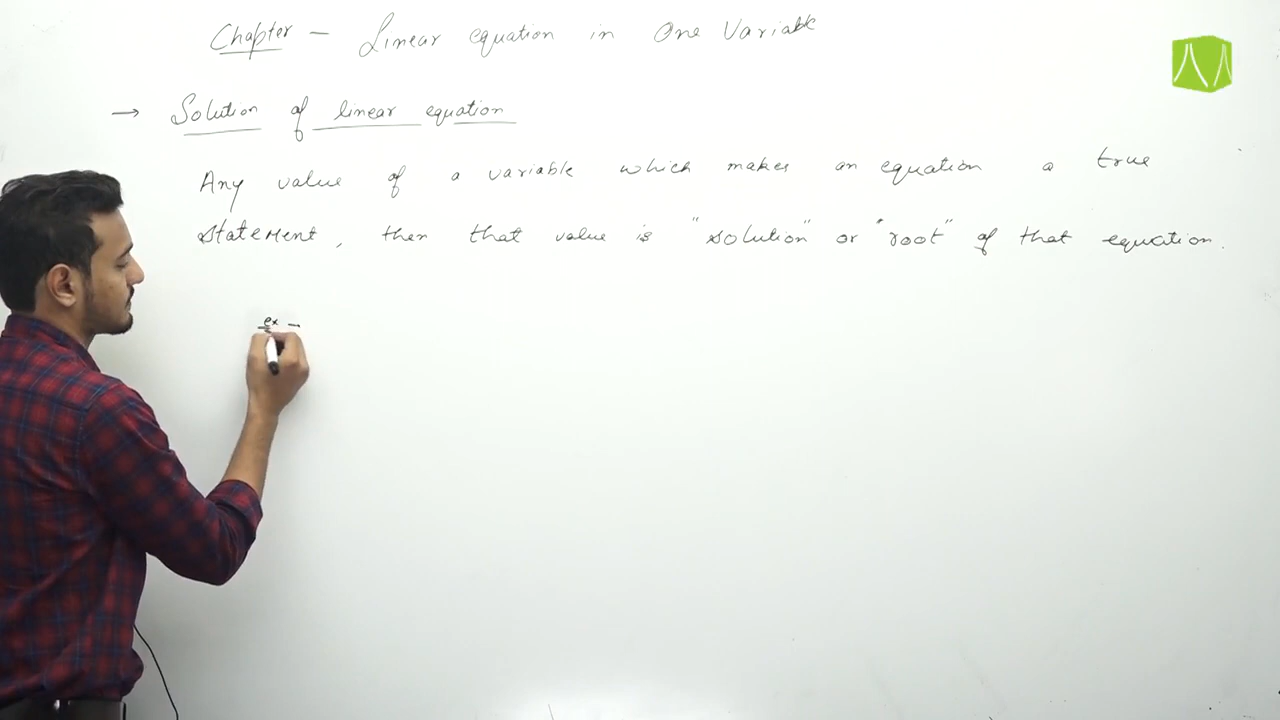 Chapter - Linear equation in One Variable
→ Solution of linear equation
Any value of a variable which makes an equation a true
statement, then that value is "solution" or "root" of that equation.
ex -